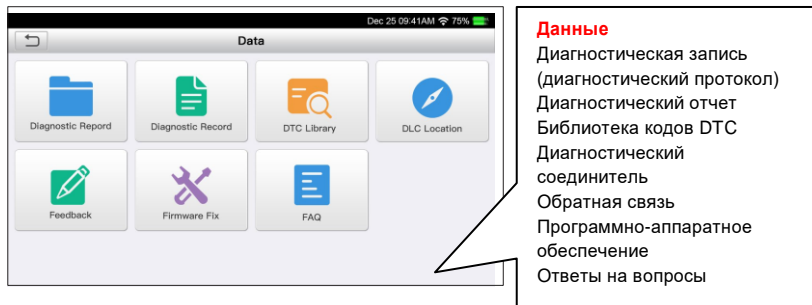 Dec 25 09:41AM 75%
Data
Diagnostic Repord
Diagnostic Record
DTC Library
DLC Location
Feedback
Firmware Fix
FAQ
Данные
Диагностическая запись
(диагностический протокол)
Диагностический отчет
Библиотека кодов DTC
Диагностический
соединитель
Обратная связь
Программно-аппаратное
обеспечение
Ответы на вопросы